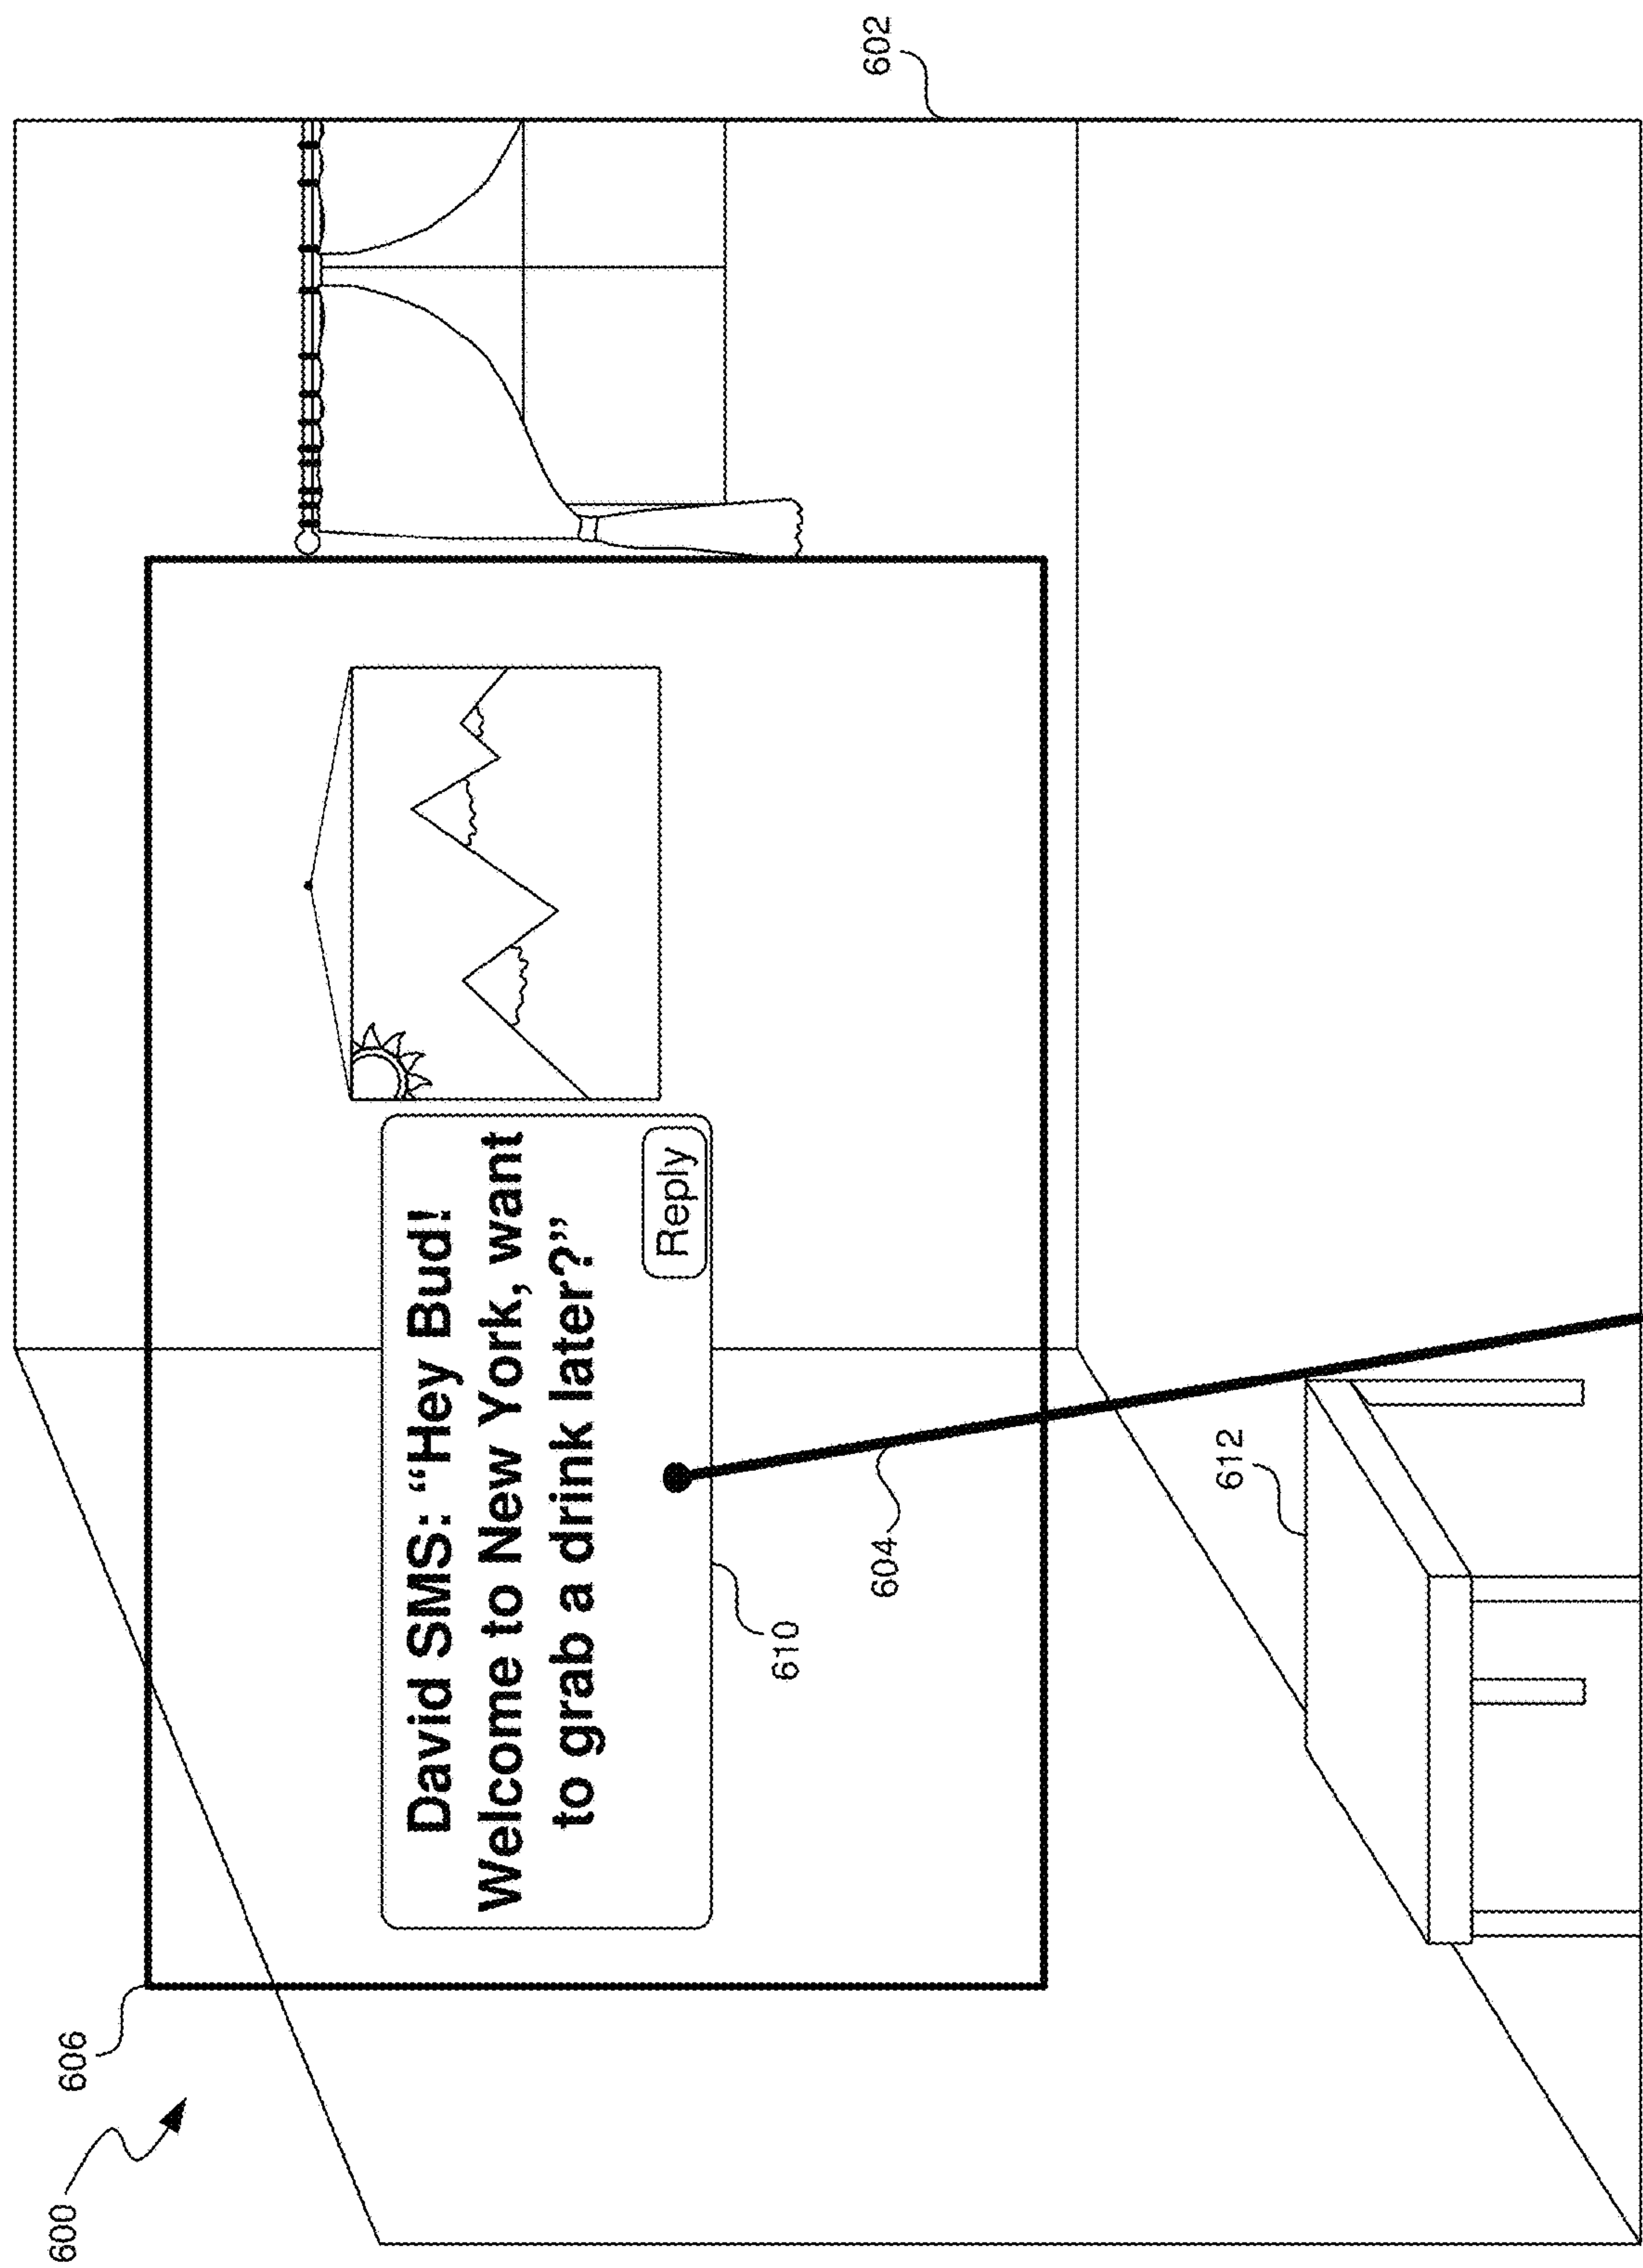 600
606
David SMS: “Hey Bud!
Welcome to New York, want
to grab a drink later?”
Reply
610
604
612
602